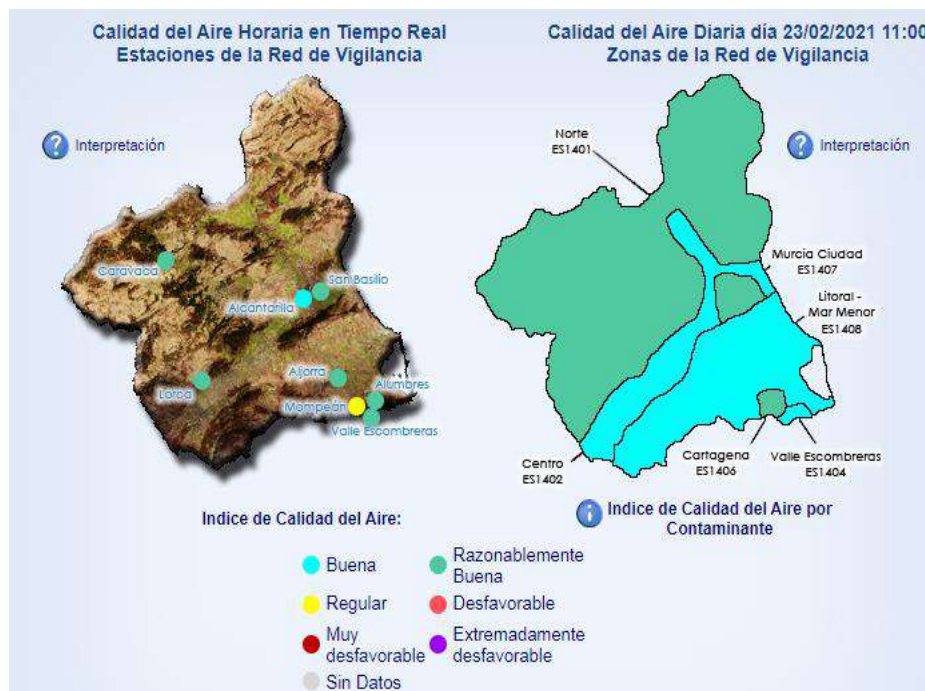 Calidad del Aire Horaria en Tiempo Real
Estaciones de la Red de Vigilancia
Interpretación
Caravaca
San Basilio
Alcantarilla
Lorca
Aljorra
Alumbres
Mompeán
Valle Escombreras
Calidad del Aire Diaria día 23/02/2021 11:00
Zonas de la Red de Vigilancia
Norte
ES1401
Interpretación
Murcia Ciudad
ES1407
Litoral -
Mar Menor
ES1408
Centro
ES1402
Cartagena
ES1406
Valle Escombreras
ES1404
Indice de Calidad del Aire:
Indice de Calidad del Aire por
Contaminante
Buena
Razonablemente
Buena
Regular
Desfavorable
Muy
desfavorable
Extremadamente
desfavorable
Sin Datos